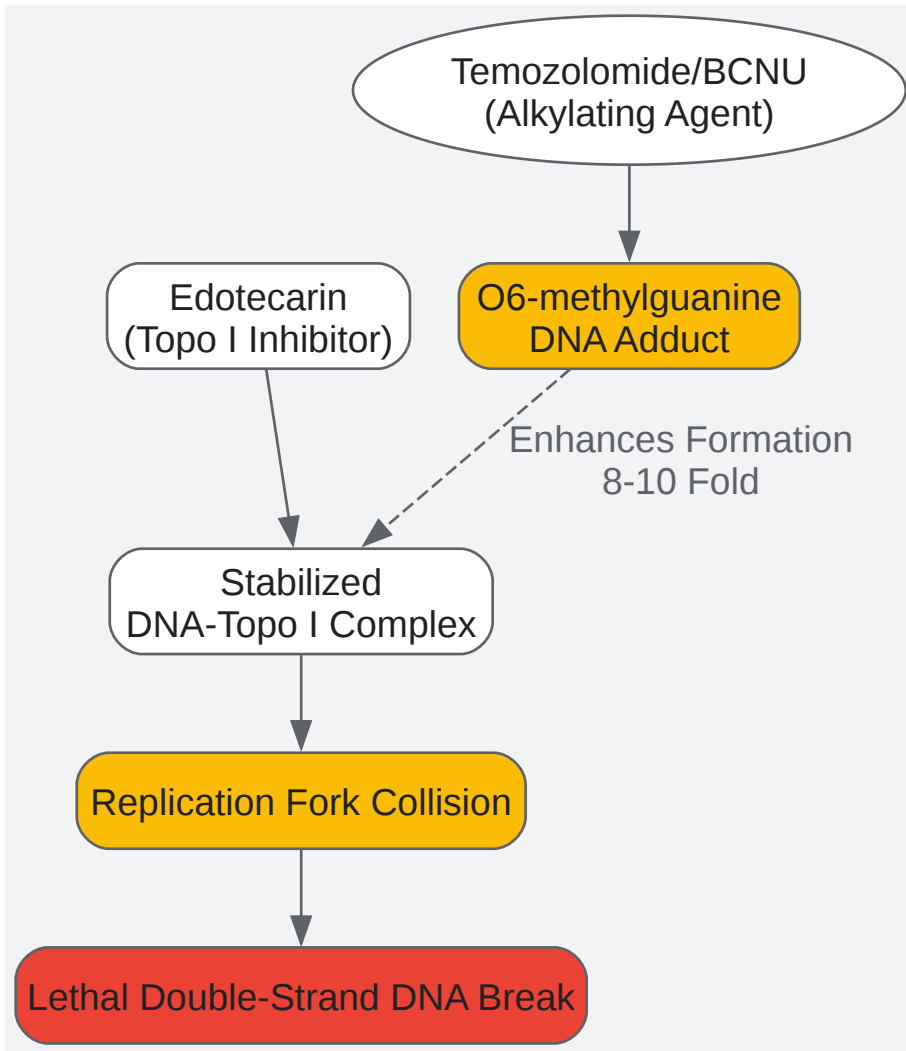 Temozolomide/BCNU
(Alkylating Agent)
Edotecarin
(Topo I Inhibitor)
O6-methylguanine
DNA Adduct
Enhances Formation
8-10 Fold
Stabilized
DNA-Topo I Complex
Replication Fork Collision
Lethal Double-Strand DNA Break